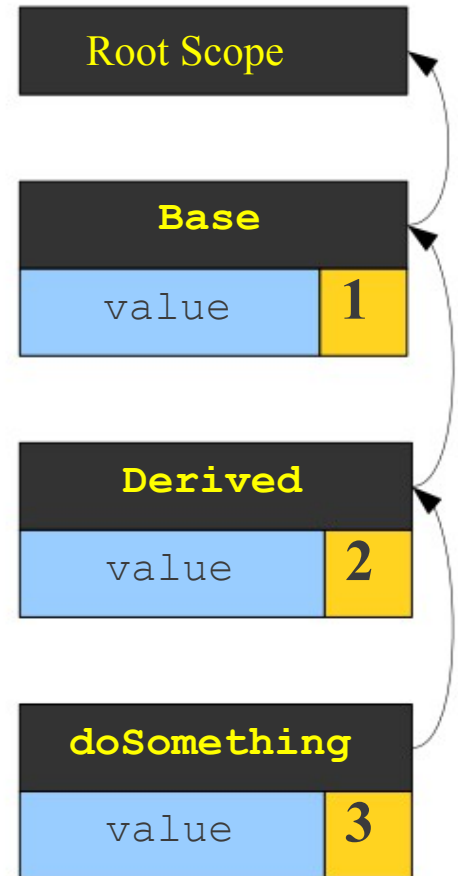 Root Scope
Base
value 1
Derived
value 2
doSomething
value 3